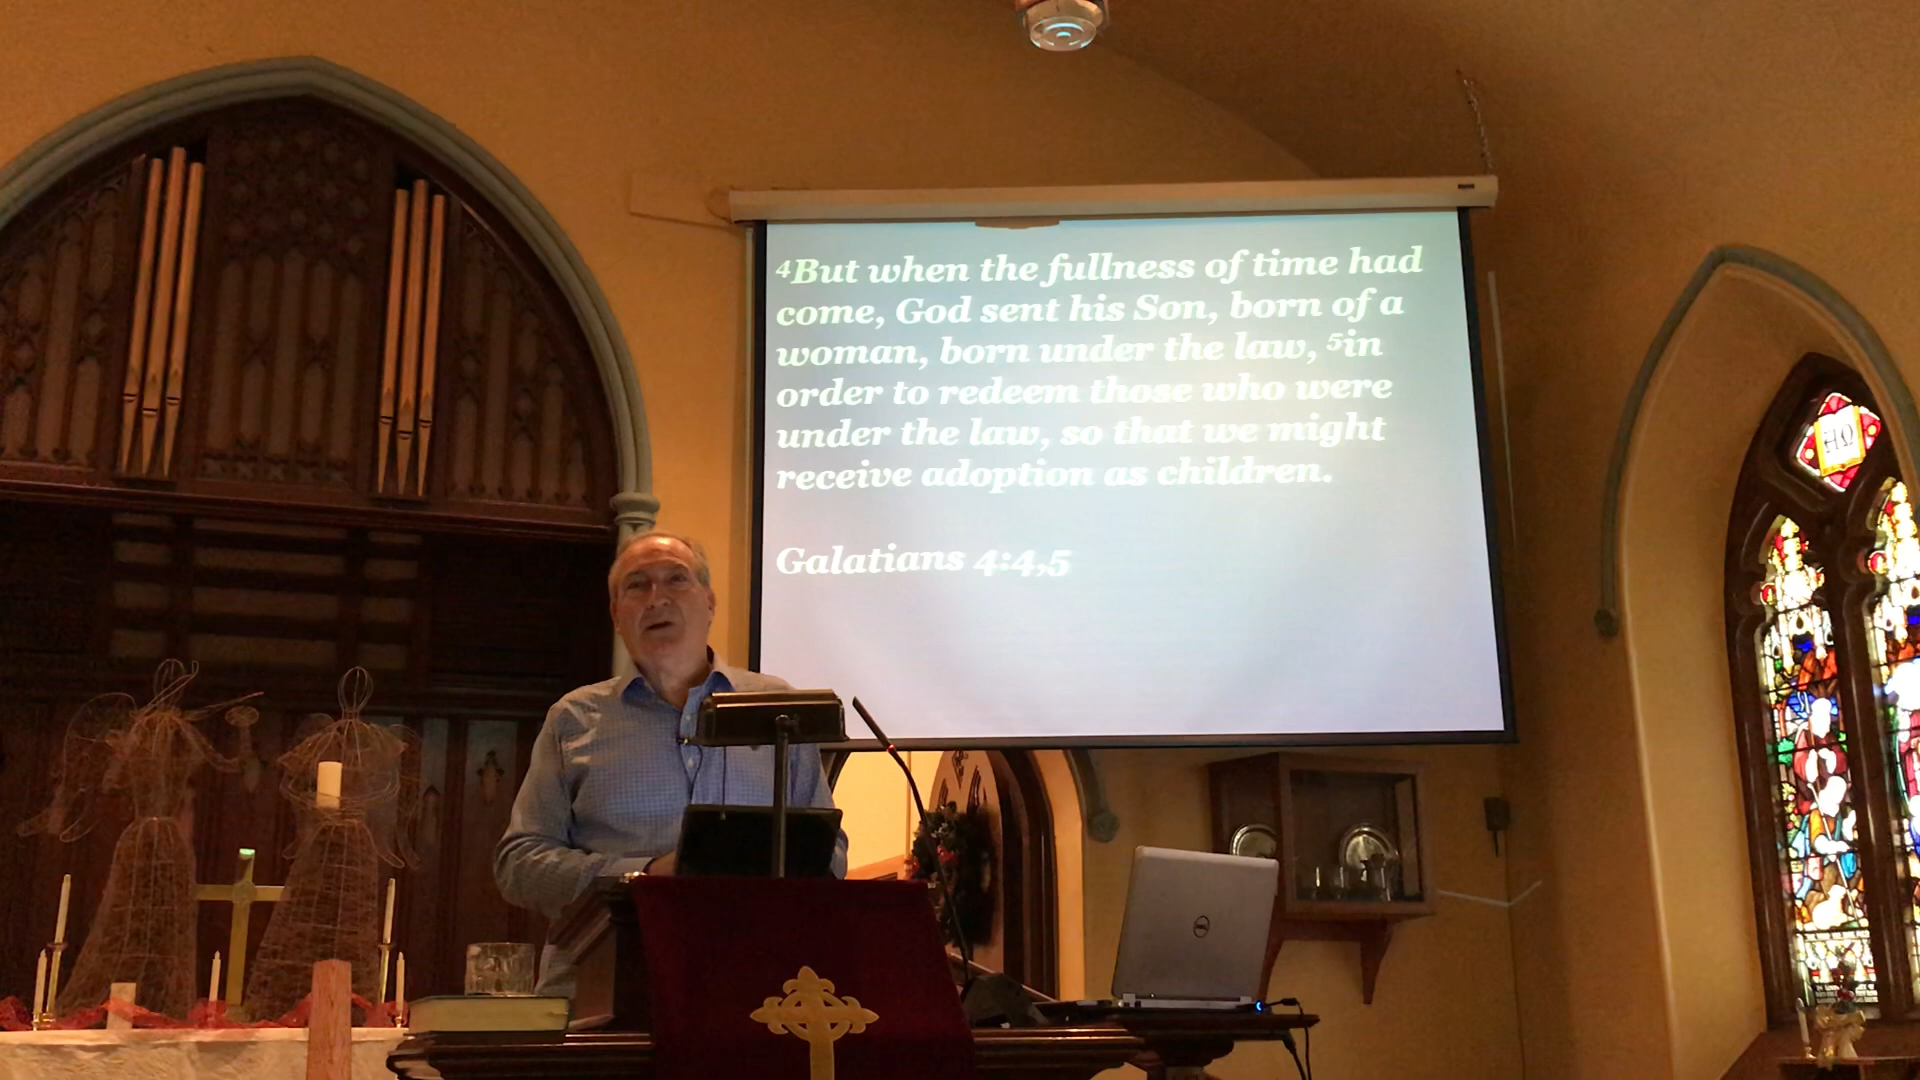 ⁴But when the fullness of time had
come, God sent his Son, born of a
woman, born under the law, ⁵in
order to redeem those who were
under the law, so that we might
receive adoption as children.
Galatians 4:4,5
DELL